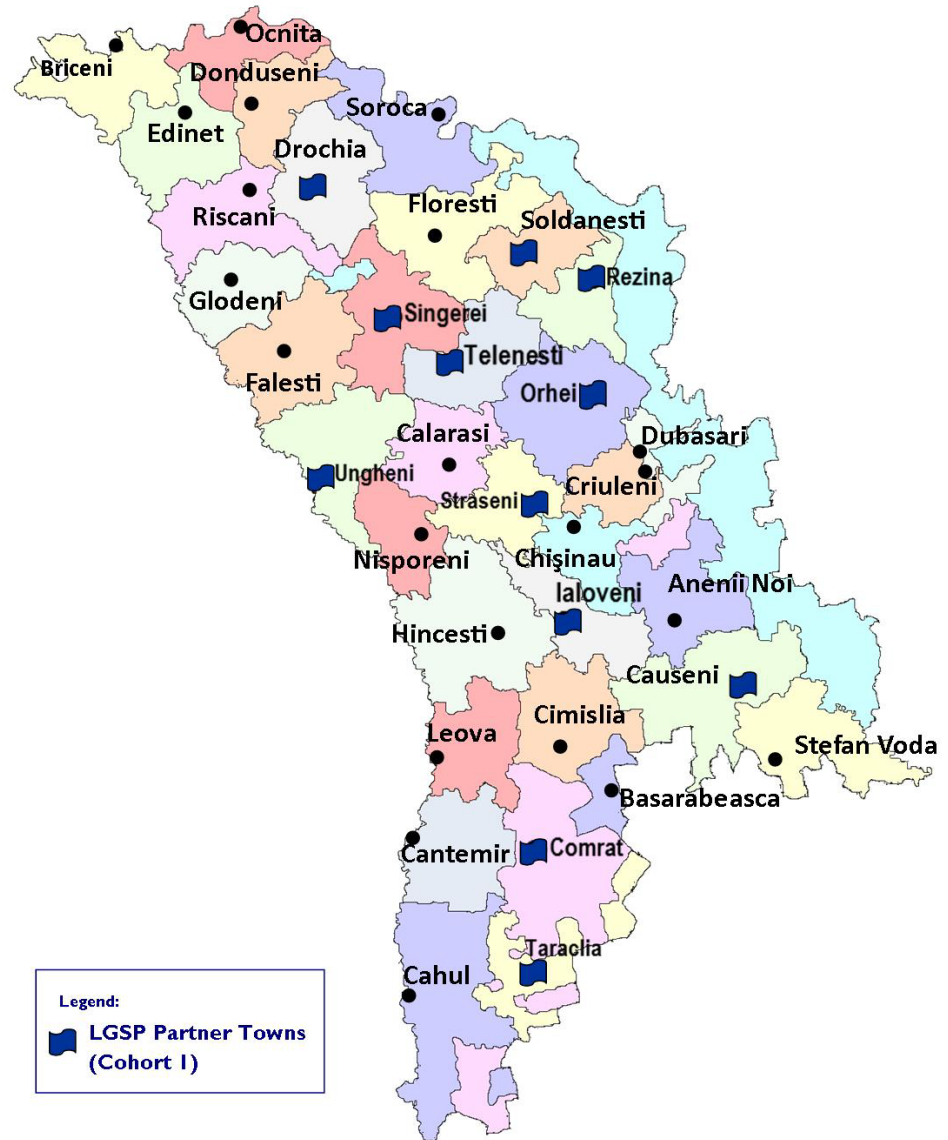 Ocnita
Briceni
Donduseni
Edinet
Soroca
Drochia
Riscani
Floresti
Soldanesti
Rezina
Glodeni
Singerei
Telenesti
Falesti
Orhei
Calarasi
Dubasari
Ungheni
Straseni
Criuleni
Nisporeni
Chişinau
Ialoveni
Anenii Noi
Hincesti
Causeni
Cimislia
Leova
Stefan Voda
Basarabeasca
Cantemir
Comrat
Taraclia
Cahul
Legend:
LGSP Partner Towns
(Cohort 1)